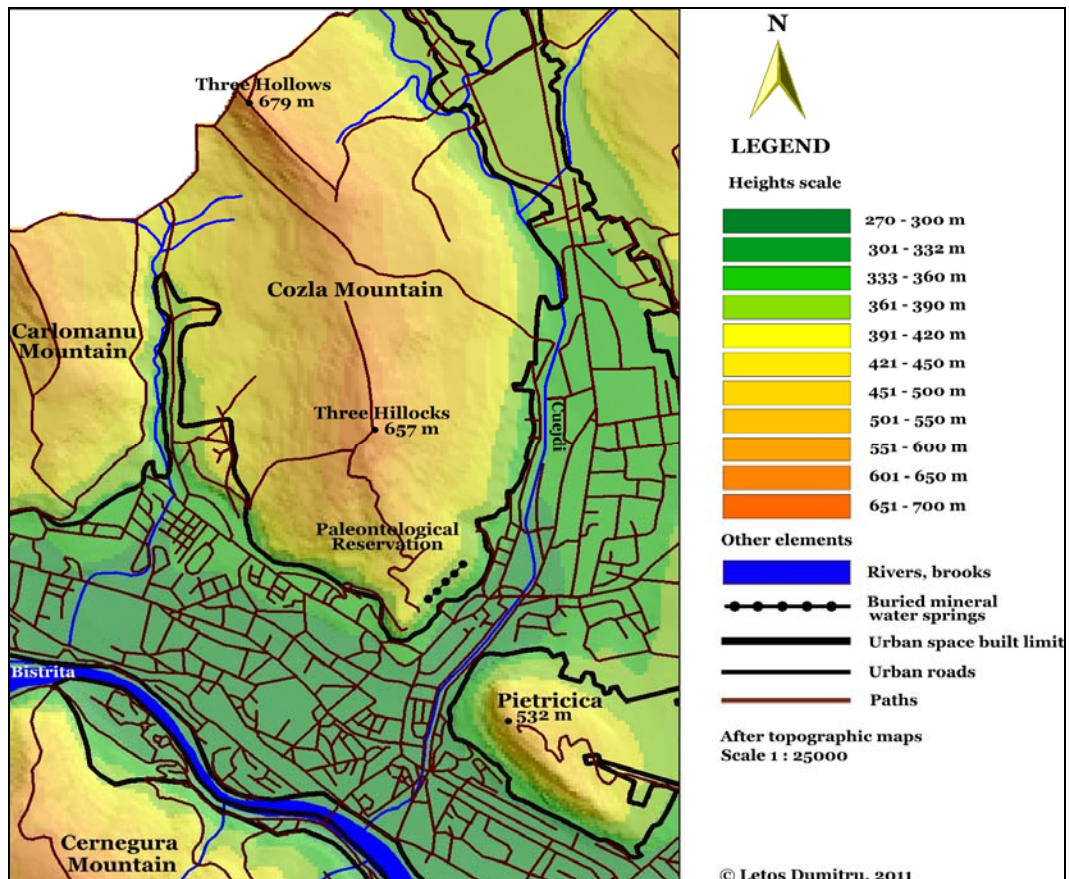 Three Hollows
679 m
Cozla Mountain
Carlomanu
Mountain
Three Hillocks
657 m
Cuejdi
Paleontological
Reservation
Bistrita
Pietricica
532 m
Cernegura
Mountain
N
LEGEND
Heights scale
270 - 300 m
301 - 332 m
333 - 360 m
361 - 390 m
391 - 420 m
421 - 450 m
451 - 500 m
501 - 550 m
551 - 600 m
601 - 650 m
651 - 700 m
Other elements
Rivers, brooks
Buried mineral
water springs
Urban space built limit
Urban roads
Paths
After topographic maps
Scale 1 : 25000
© Letos Dumitru, 2011